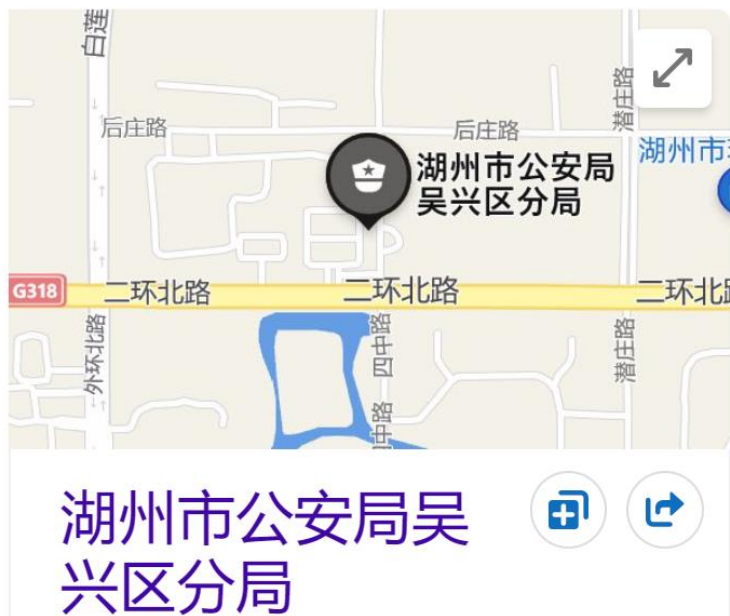 白莲
后庄路
后庄路
潜庄路
湖州市
湖州市公安局
吴兴区分局
G318
二环北路
二环北路
二环北路
外环北路
四中路
潜庄路
四中路
湖州市公安局吴
兴区分局